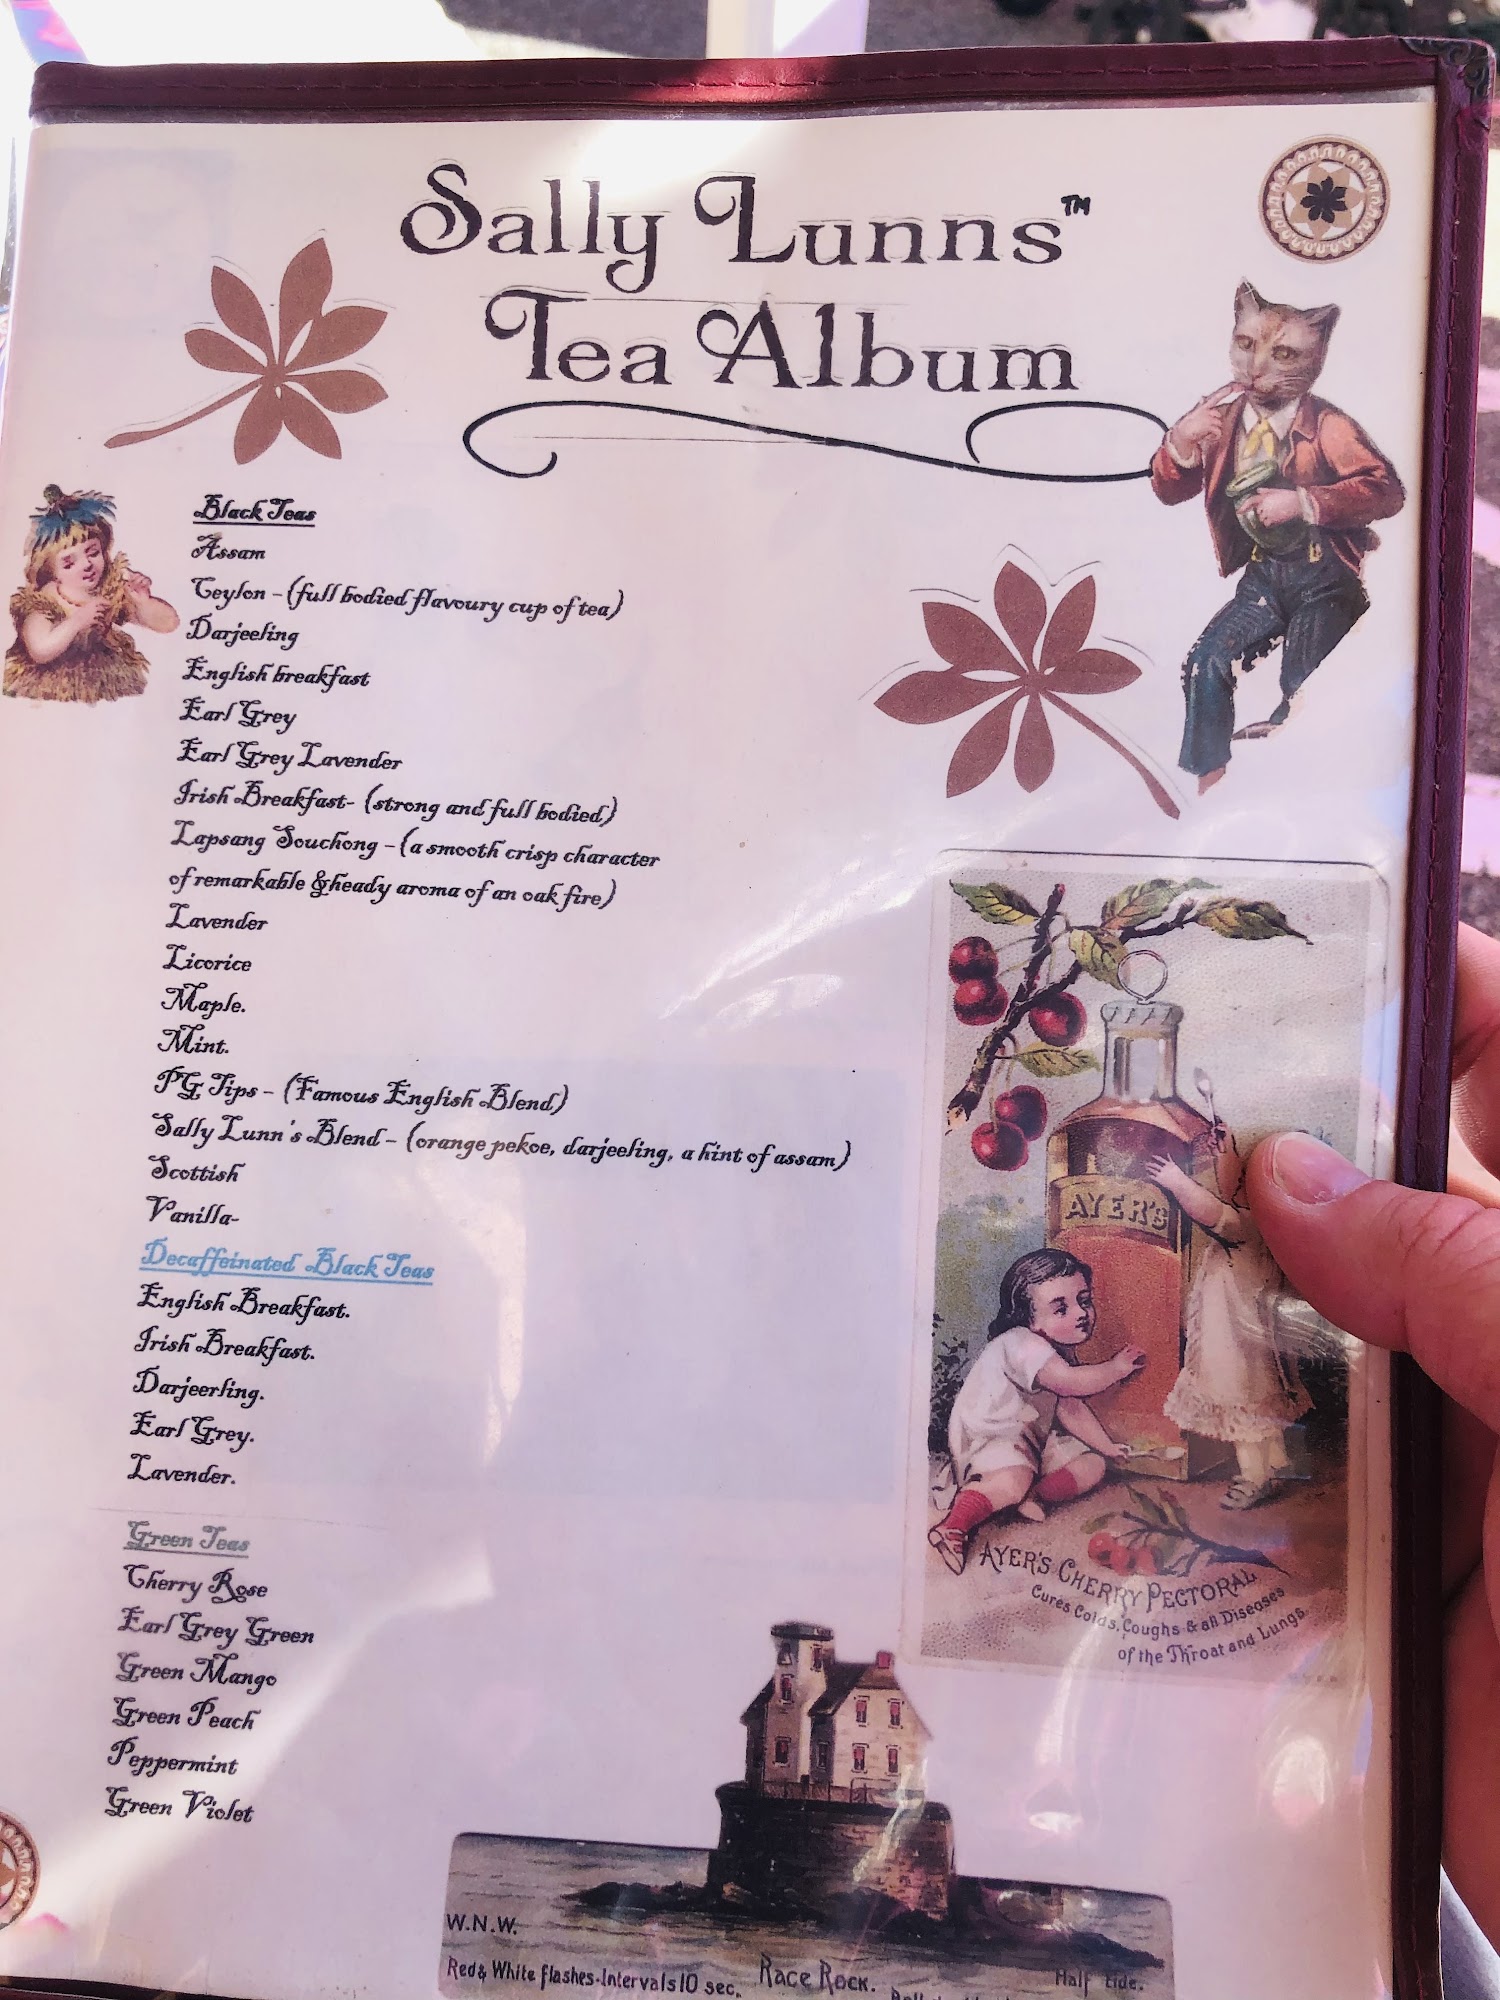 Sally Lunns™
Tea Album
Black Teas
Assam
Ceylon - (full bodied flavoury cup of tea)
Darjeeling
English breakfast
Earl Grey
Earl Grey Lavender
Irish Breakfast- (strong and full bodied)
Lapsang Souchong - (a smooth crisp character
of remarkable &heady aroma of an oak fire)
Lavender
Licorice
Maple.
Mint.
PG Tips - (Famous English Blend)
Sally Lunn's Blend - (orange pekoe, darjeeling, a hint of assam)
Scottish
Vanilla-
Decaffeinated Black Teas
English Breakfast.
Irish Breakfast.
Darjeerling.
Earl Grey.
Lavender.
Green Teas
Cherry Rose
Earl Grey Green
Green Mango
Green Peach
Peppermint
Green Violet
AYER'S
AYER'S CHERRY PECTORAL
Cures Colds, Coughs & all Diseases
of the Throat and Lungs.
W.N.W.
Red & White flashes-Intervals 10 sec.
Race Rock.
Half tide.